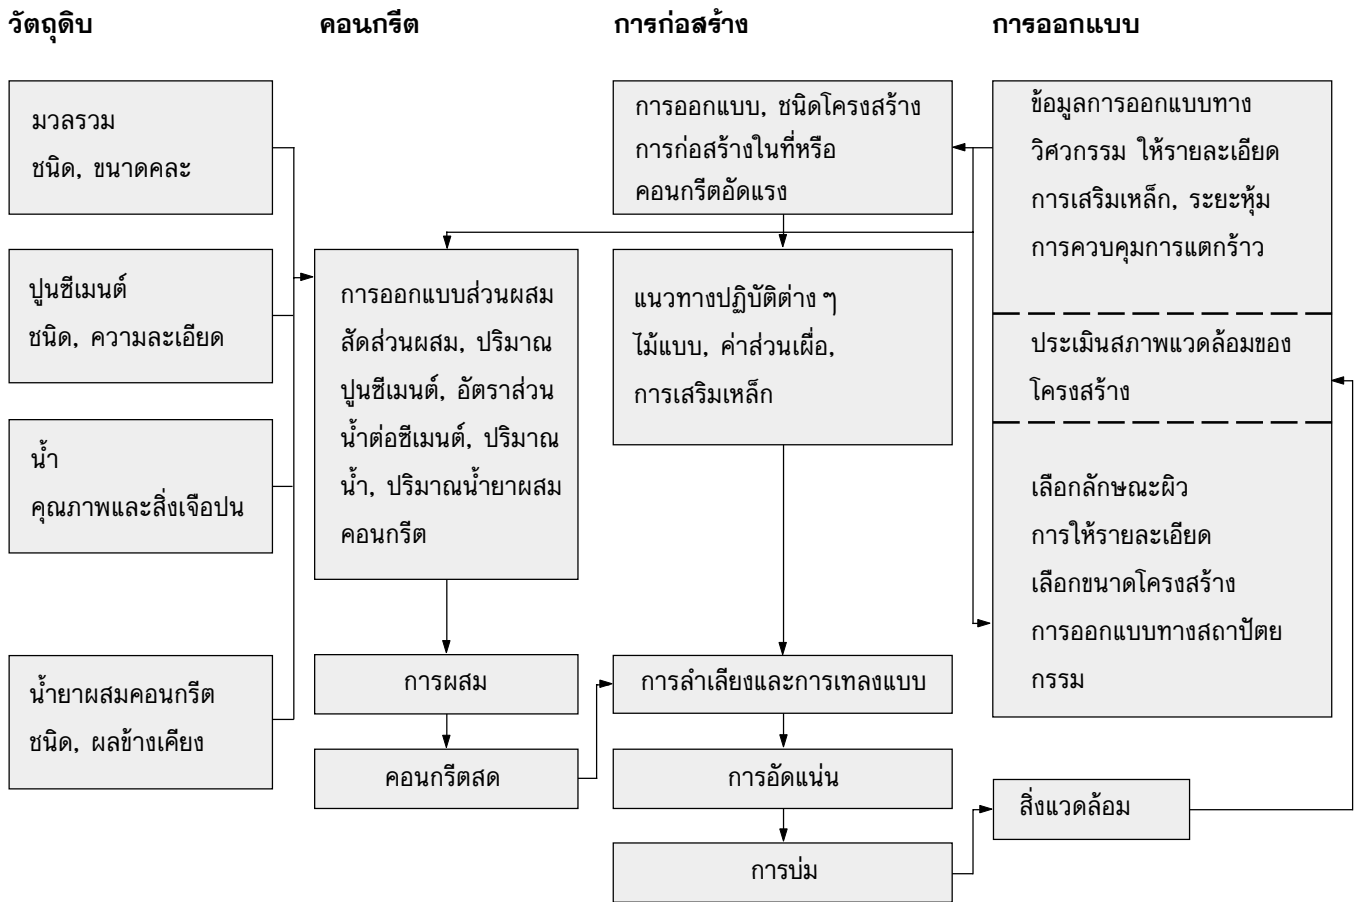 วัตถุดิบ
คอนกรีต
การก่อสร้าง
การออกแบบ
มวลรวม
ชนิด, ขนาดคละ
ปูนซีเมนต์
ชนิด, ความละเอียด
น้ำ
คุณภาพและสิ่งเจือปน
น้ำยาผสมคอนกรีต
ชนิด, ผลข้างเคียง
การออกแบบส่วนผสม
สัดส่วนผสม, ปริมาณ
ปูนซีเมนต์, อัตราส่วน
น้ำต่อซีเมนต์, ปริมาณ
น้ำ, ปริมาณน้ำยาผสม
คอนกรีต
การผสม
คอนกรีตสด
การออกแบบ, ชนิดโครงสร้าง
การก่อสร้างในที่หรือ
คอนกรีตอัดแรง
แนวทางปฏิบัติต่าง ๆ
ไม้แบบ, ค่าส่วนเผื่อ,
การเสริมเหล็ก
การลำเลียงและการเทลงแบบ
การอัดแน่น
การบ่ม
ข้อมูลการออกแบบทาง
วิศวกรรม ให้รายละเอียด
การเสริมเหล็ก, ระยะหุ้ม
การควบคุมการแตกร้าว
ประเมินสภาพแวดล้อมของ
โครงสร้าง
เลือกลักษณะผิว
การให้รายละเอียด
เลือกขนาดโครงสร้าง
การออกแบบทางสถาปัตย
กรรม
สิ่งแวดล้อม